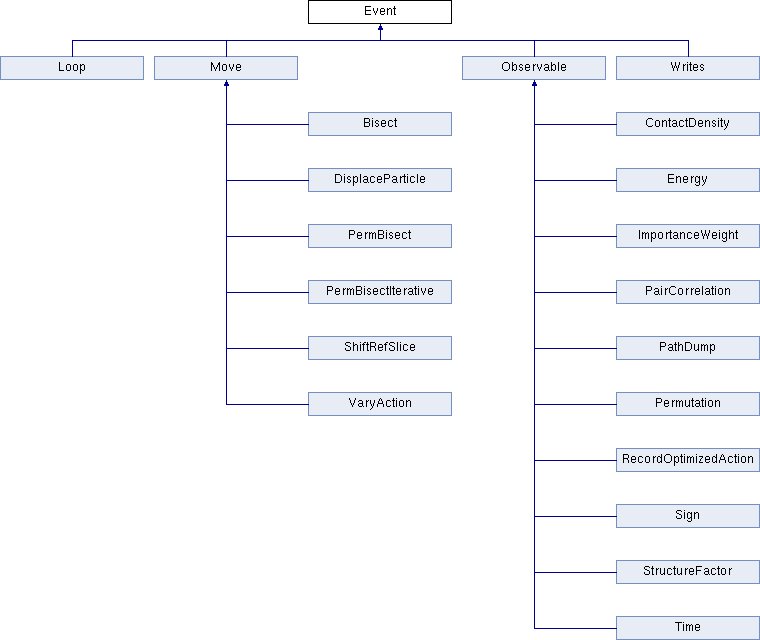 Event
Loop
Move
Observable
Writes
Bisect
ContactDensity
DisplaceParticle
Energy
PermBisect
ImportanceWeight
PermBisectIterative
PairCorrelation
ShiftRefSlice
PathDump
VaryAction
Permutation
RecordOptimizedAction
Sign
StructureFactor
Time